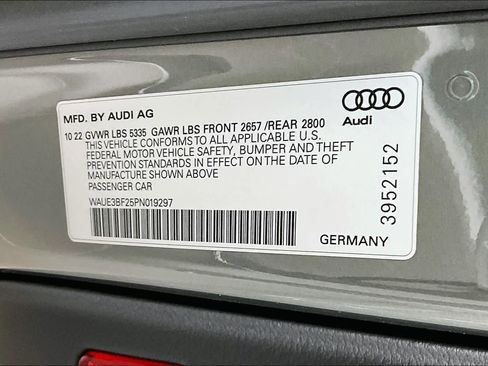 MFD. BY AUDI AG
10 22 GVWR LBS 5335 GAWR LBS FRONT 2657 /REAR 2800
THIS VEHICLE CONFORMS TO ALL APPLICABLE U.S.
FEDERAL MOTOR VEHICLE SAFETY, BUMPER AND THEFT
PREVENTION STANDARDS IN EFFECT ON THE DATE OF
MANUFACTURE SHOWN ABOVE
PASSENGER CAR
WAUE3BF25PN019297
Audi
3952152
GERMANY